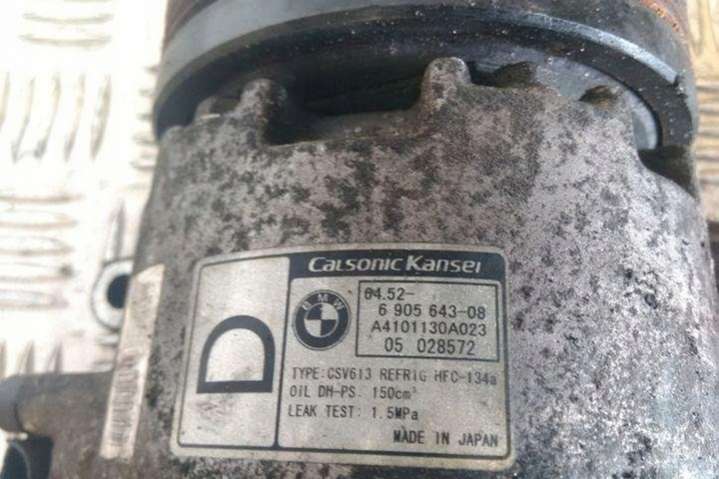 Calsonic Kansei
D
BMW
64.52-
6 905 643-08
A4101130A023
05 028572
TYPE:CSV613 REFRIG HFC-134a
OIL DH-PS: 150cm³
LEAK TEST: 1.5MPa
MADE IN JAPAN